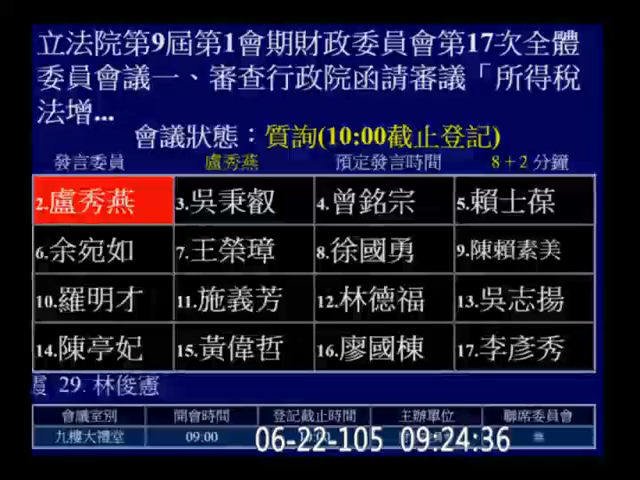 立法院第9屆第1會期財政委員會第17次全體
委員會議一、審查行政院函請審議「所得稅
法增...
會議狀態：質詢(10:00截止登記)
發言委員 盧秀燕 預定發言時間 8+2 分鐘
2.盧秀燕 3.吳秉叡 4.曾銘宗 5.賴士葆
6.余宛如 7.王榮璋 8.徐國勇 9.陳賴素美
10.羅明才 11.施義芳 12.林德福 13.吳志揚
14.陳亭妃 15.黃偉哲 16.廖國棟 17.李彥秀
29. 林俊憲
會議室別 開會時間 登記截止時間 主辦單位 聯席委員會
九樓大禮堂 09:00 無
06-22-105 09:24:36